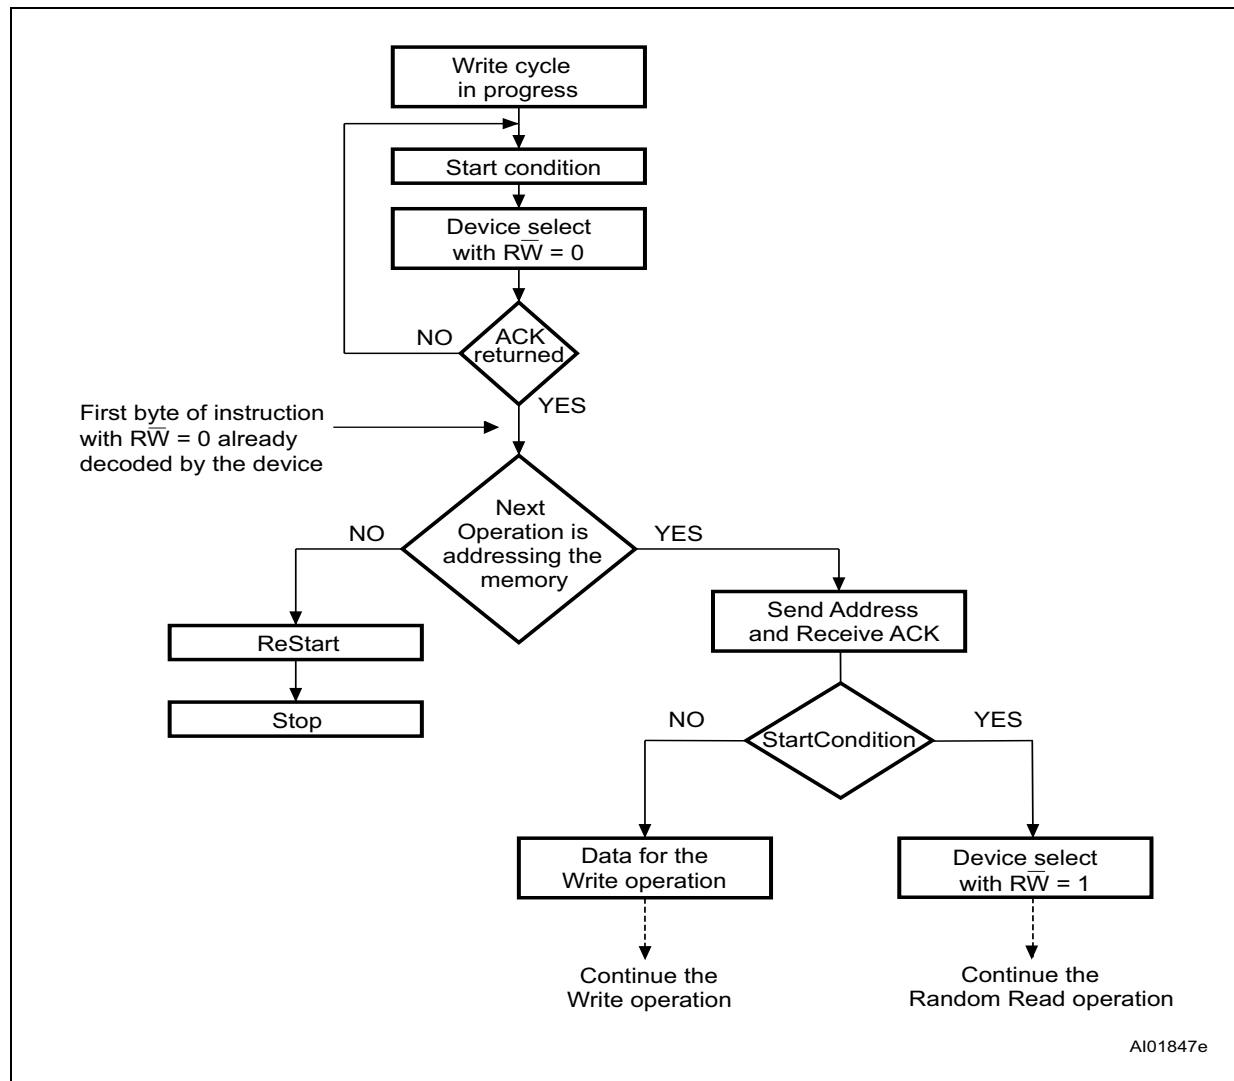 Write cycle
in progress
Start condition
Device select
with RW̅ = 0
NO
ACK
returned
YES
First byte of instruction
with RW̅ = 0 already
decoded by the device
NO
Next
Operation is
addressing the
memory
YES
Send Address
and Receive ACK
ReStart
Stop
NO
StartCondition
YES
Data for the
Write operation
Device select
with RW̅ = 1
Continue the
Write operation
Continue the
Random Read operation
AI01847e